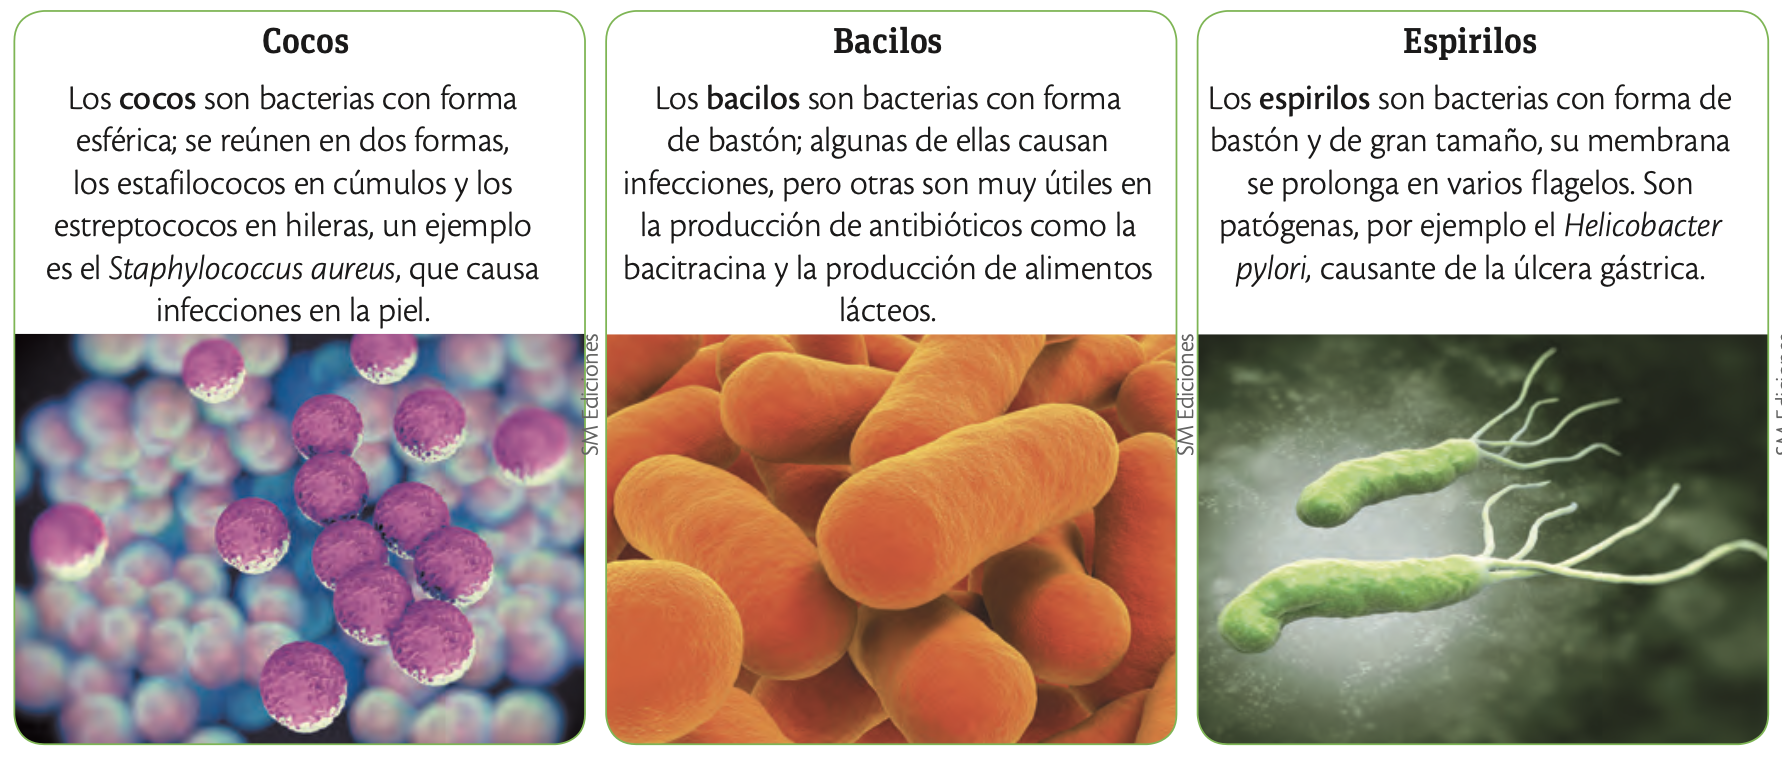 Cocos
Los cocos son bacterias con forma
esférica; se reúnen en dos formas,
los estafilococos en cúmulos y los
estreptococos en hileras, un ejemplo
es el Staphylococcus aureus, que causa
infecciones en la piel.
SM Ediciones
Bacilos
Los bacilos son bacterias con forma
de bastón; algunas de ellas causan
infecciones, pero otras son muy útiles en
la producción de antibióticos como la
bacitracina y la producción de alimentos
lácteos.
SM Ediciones
Espirilos
Los espirilos son bacterias con forma de
bastón y de gran tamaño, su membrana
se prolonga en varios flagelos. Son
patógenas, por ejemplo el Helicobacter
pylori, causante de la úlcera gástrica.